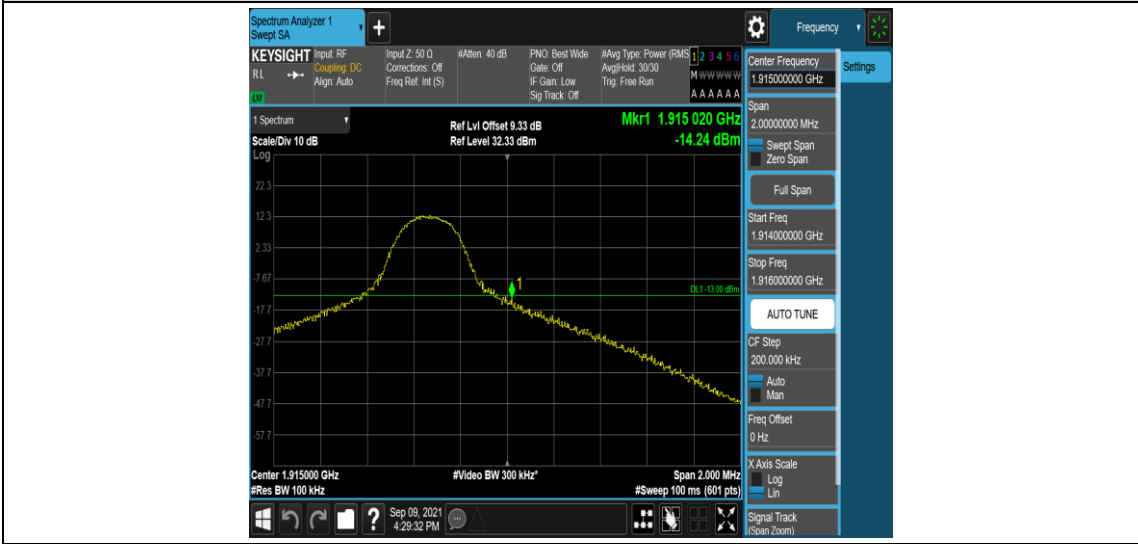 Spectrum Analyzer 1
Swept SA
+
Frequency
KEYSIGHT
RL
LM
Input: RF
Coupling: DC
Align: Auto
Input Z: 50 Ω
Corrections: Off
Freq Ref: Int (S)
#Atten: 40 dB
PNO: Best Wide
Gate: Off
IF Gain: Low
Sig Track: Off
#Avg Type: Power (RMS
Avg|Hold: 30/30
Trig: Free Run
1 2 3 4 5 6
M W W W W W
A A A A A A
1 Spectrum
Scale/Div 10 dB
Log
Ref Lvl Offset 9.33 dB
Ref Level 32.33 dBm
Mkr1 1.915 020 GHz
-14.24 dBm
22.3
12.3
2.33
-7.67
-17.7
-27.7
-37.7
-47.7
-57.7
1
DL1 -13.00 dBm
Center 1.915000 GHz
#Res BW 100 kHz
#Video BW 300 kHz*
Span 2.000 MHz
#Sweep 100 ms (601 pts)
?
Sep 09, 2021
4:29:32 PM
Center Frequency
1.915000000 GHz
Span
2.00000000 MHz
Swept Span
Zero Span
Full Span
Start Freq
1.914000000 GHz
Stop Freq
1.916000000 GHz
AUTO TUNE
CF Step
200.000 kHz
Auto
Man
Freq Offset
0 Hz
X Axis Scale
Log
Lin
Signal Track
(Span Zoom)
Settings